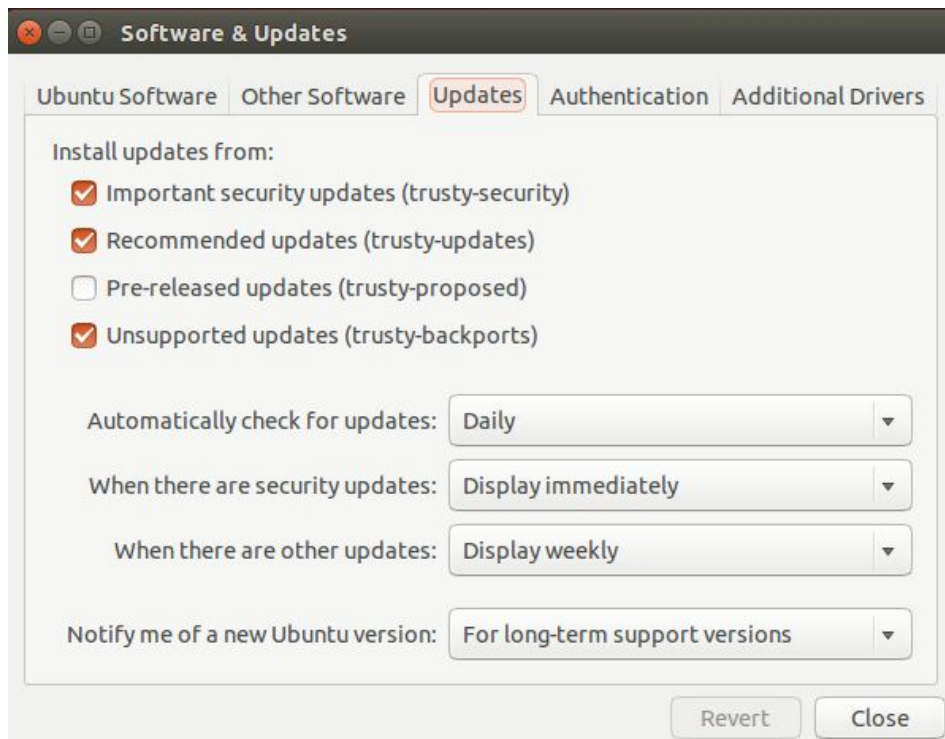 Software & Updates
Ubuntu Software Other Software Updates Authentication Additional Drivers
Install updates from:
Important security updates (trusty-security)
Recommended updates (trusty-updates)
Pre-released updates (trusty-proposed)
Unsupported updates (trusty-backports)
Automatically check for updates: Daily
When there are security updates: Display immediately
When there are other updates: Display weekly
Notify me of a new Ubuntu version: For long-term support versions
Revert Close